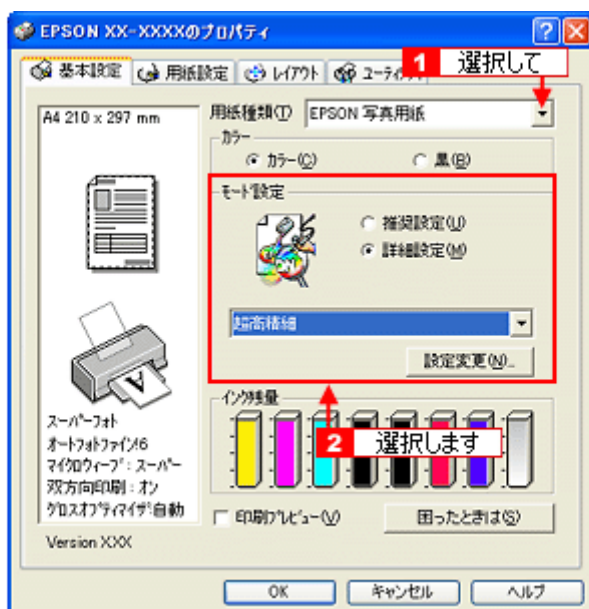 EPSON XX-XXXXのプロパティ
基本設定 用紙設定 レイアウト
1 選択して
A4 210 x 297 mm
用紙種類(T) EPSON 写真用紙
カラー
カラー(C) 黒(B)
モード設定
推奨設定(U)
詳細設定(M)
超高精細
設定変更(N)...
インク残量
2 選択します
スーパーフォト
オートフォトファイン!6
マイクロウィーブ：スーパー
双方向印刷：オン
グロスオプティマイザ:自動
印刷プレビュー(V) 困ったときは(S)
Version XXX
OK キャンセル ヘルプ